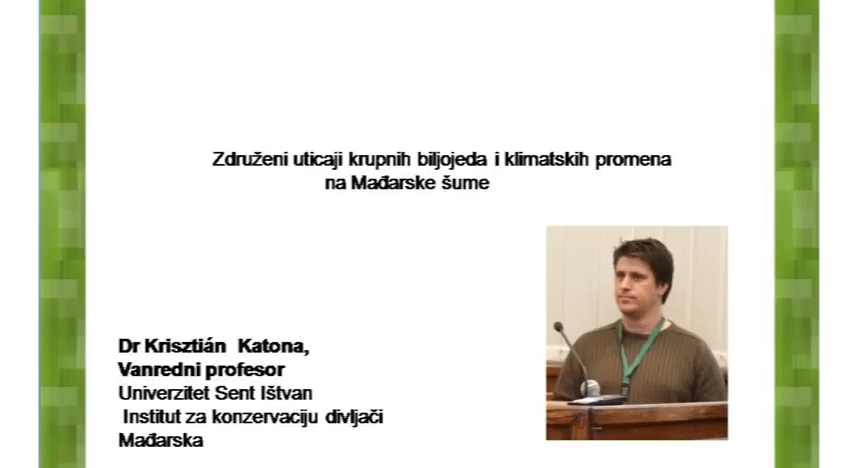 Združeni uticaji krupnih biljojeda i klimatskih promena
na Mađarske šume
Dr Krisztián Katona,
Vanredni profesor
Univerzitet Sent Ištvan
Institut za konzervaciju divljači
Mađarska